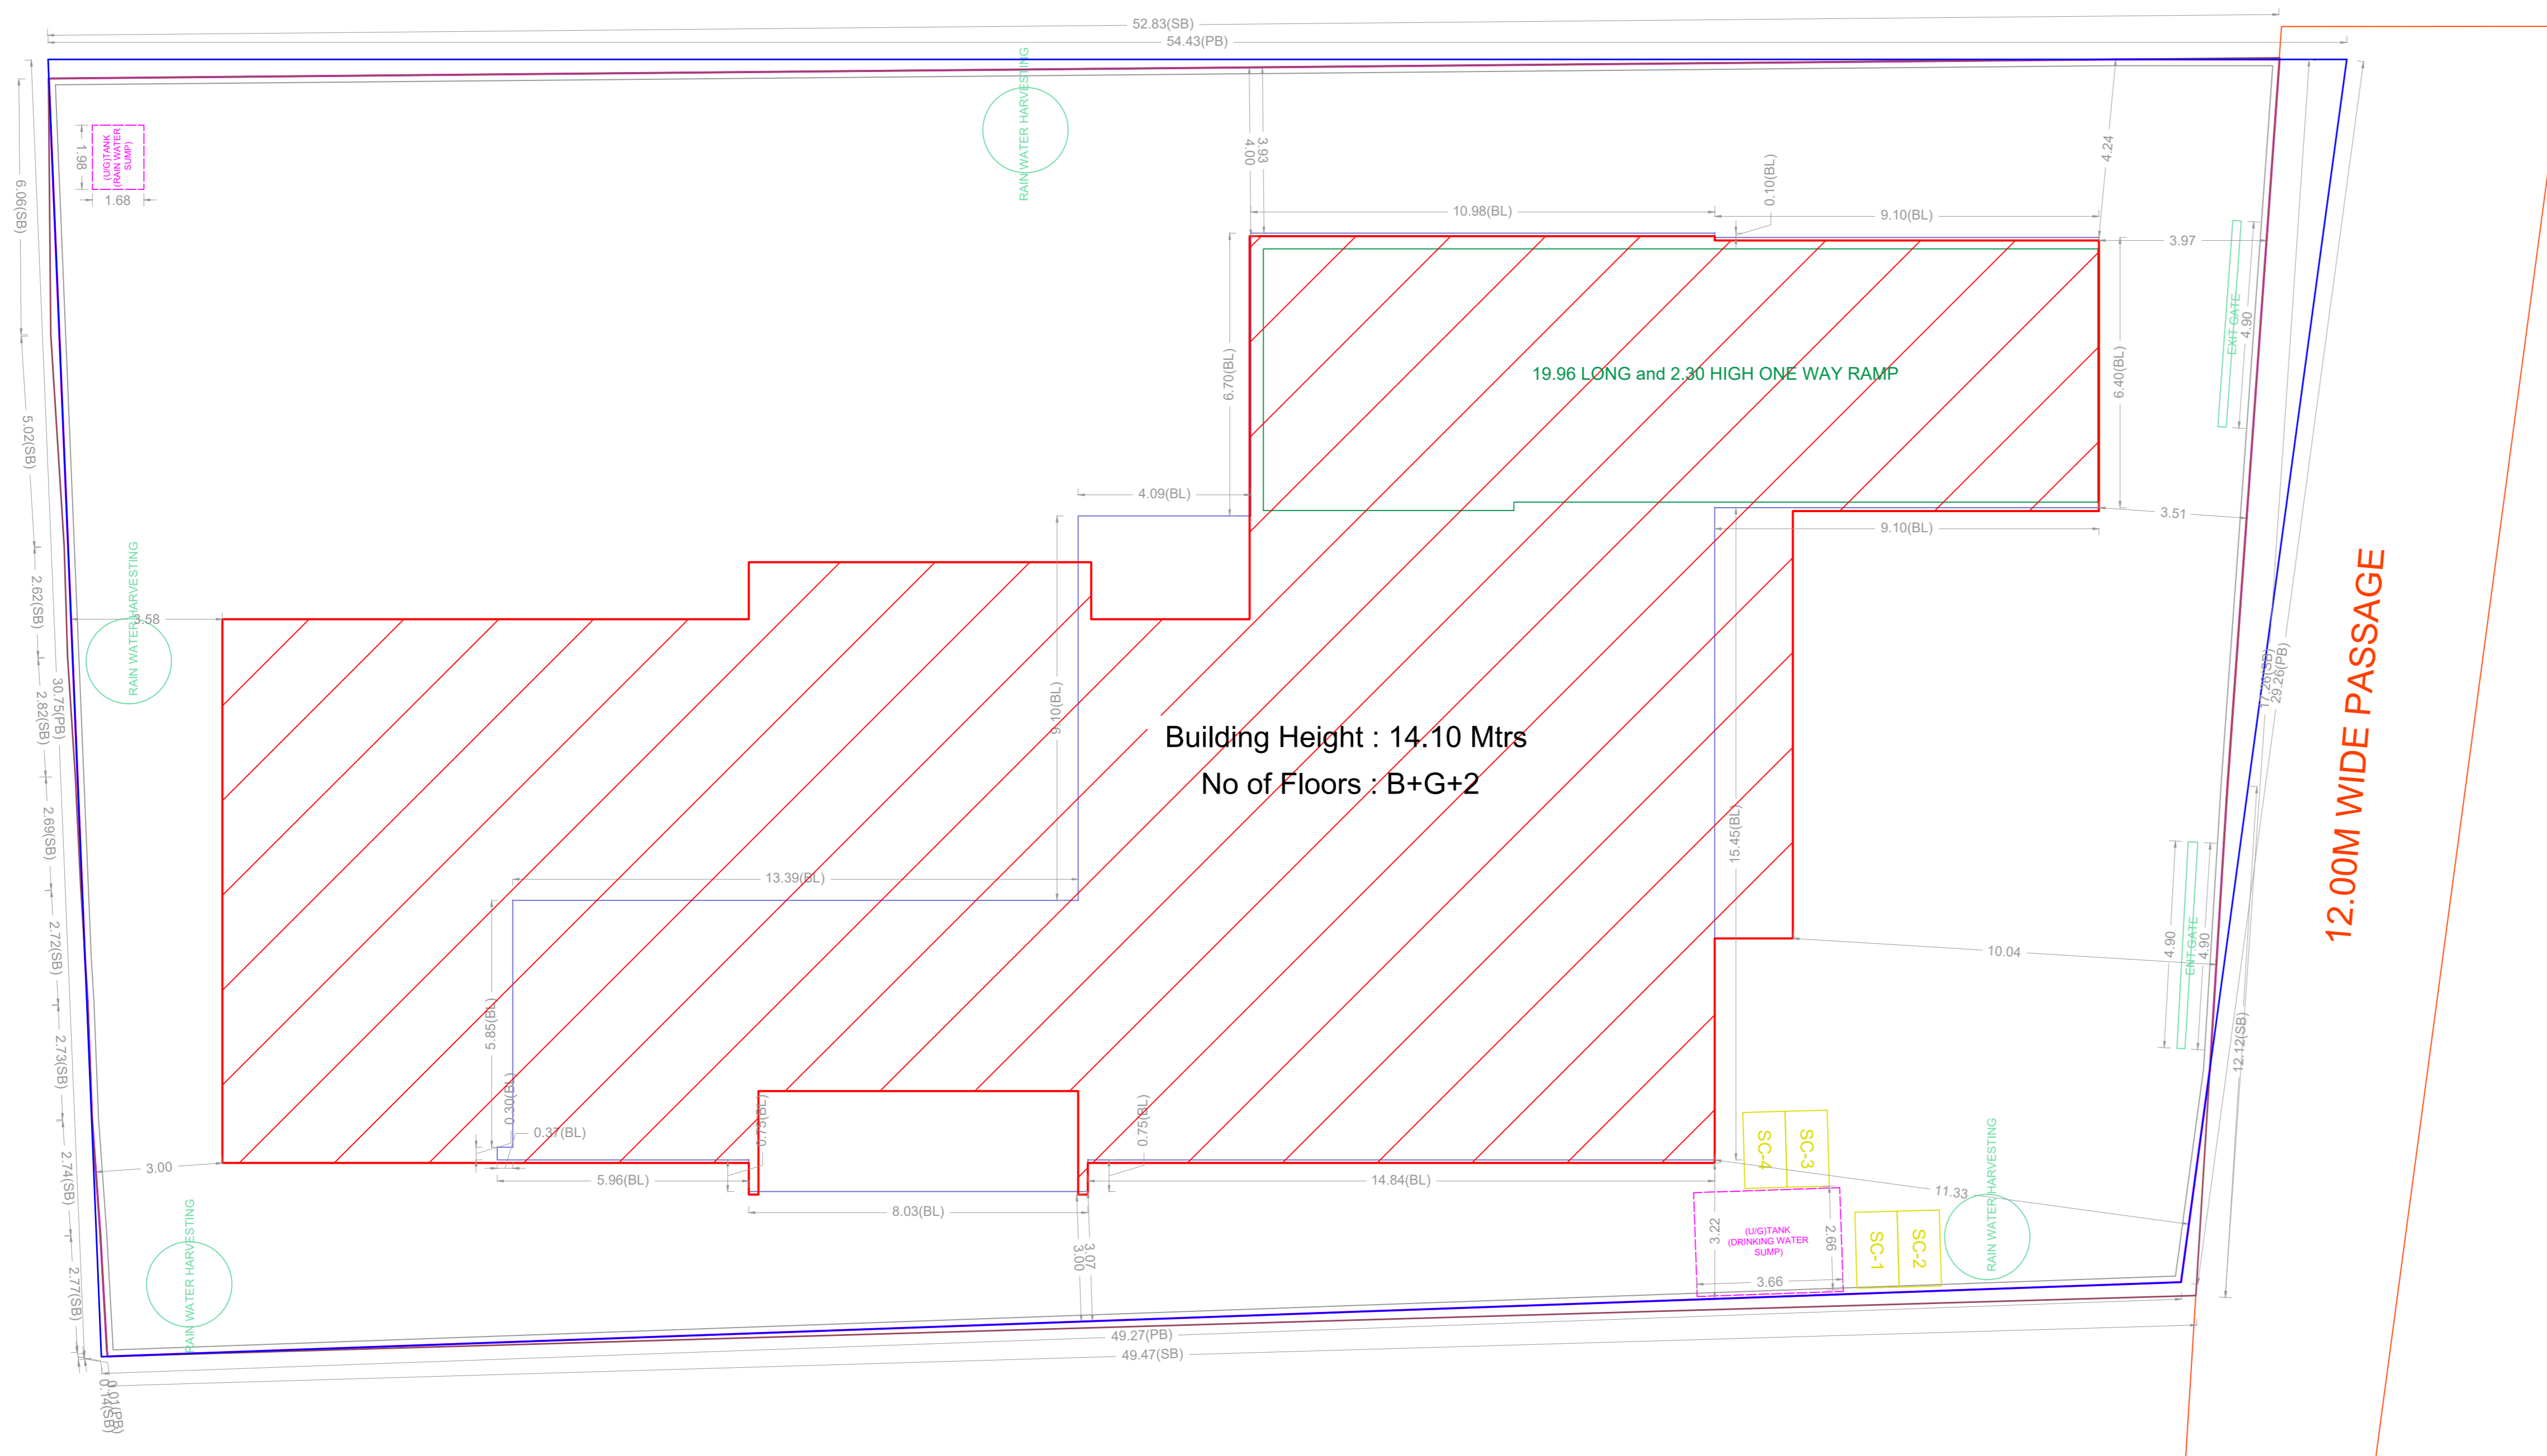 52.83(SB)
54.43(PB)
RAIN WATER HARVESTING
(U/G)TANK
(RAIN WATER
SUMP)
1.98
1.68
6.06(SB)
3.93
4.00
4.24
0.10(BL)
10.98(BL)
9.10(BL)
3.97
EXIT GATE
4.90
6.70(BL)
6.40(BL)
19.96 LONG and 2.30 HIGH ONE WAY RAMP
5.02(SB)
4.09(BL)
3.51
9.10(BL)
2.62(SB)
RAIN WATER HARVESTING
3.58
30.75(PB)
2.82(SB)
9.10(BL)
17.26(SB)
29.26(PB)
12.00M WIDE PASSAGE
Building Height : 14.10 Mtrs
No of Floors : B+G+2
2.69(SB)
15.45(BL)
13.39(BL)
2.72(SB)
10.04
4.90
ENT.GATE
4.90
5.85(BL)
2.73(SB)
12.12(SB)
0.30(BL)
0.37(BL)
0.75(BL)
0.75(BL)
SC-4
SC-3
2.74(SB)
3.00
5.96(BL)
14.84(BL)
11.33
RAIN WATER HARVESTING
8.03(BL)
3.00
3.07
3.22
(U/G)TANK
(DRINKING WATER
SUMP)
2.66
3.66
SC-1
SC-2
RAIN WATER HARVESTING
2.77(SB)
49.27(PB)
49.47(SB)
0.14(SB)
0.01(PB)